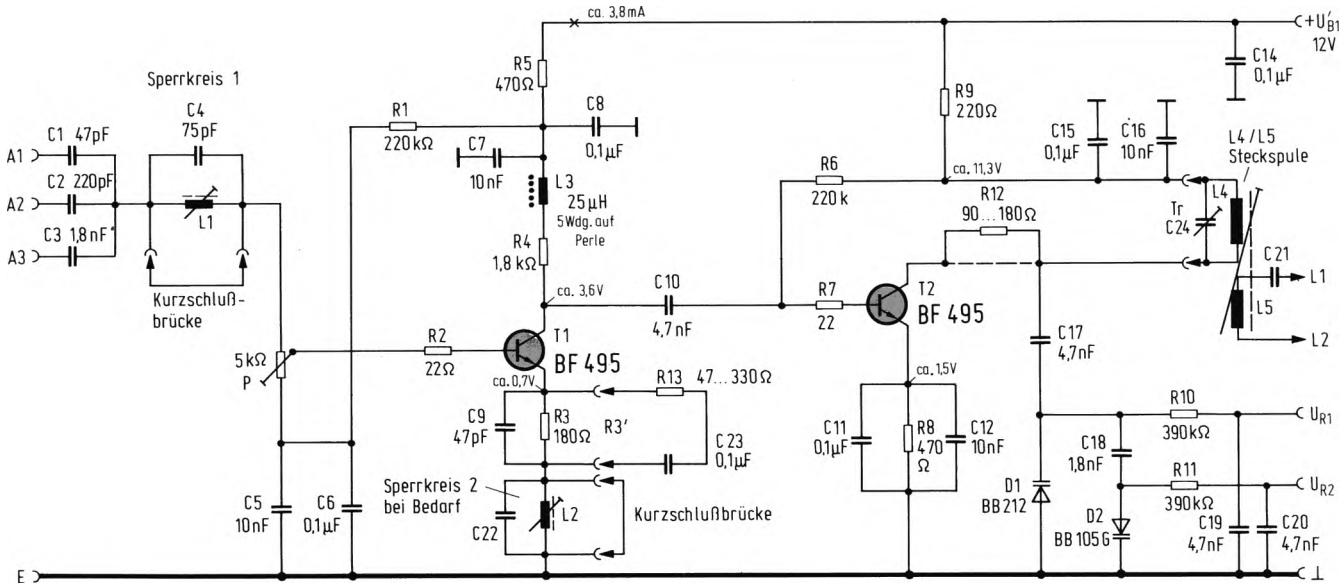 ca. 3,8mA
+U'B1
12V
R5
470Ω
C14
0,1µF
Sperrkreis 1
C4
75pF
R1
220kΩ
C8
0,1µF
R9
220Ω
C7
10nF
C15
0,1µF
C16
10nF
L4/L5
Steckspule
C1 47pF
A1
C2 220pF
A2
C3 1,8nF
A3
L1
L3
25µH
5Wdg. auf
Perle
R6
220k
ca. 11,3V
R12
90...180Ω
Tr
C24
L4
C21
L1
L5
L2
R4
1,8kΩ
Kurzschluß-
brücke
ca. 3,6V
C10
4,7nF
R7
22
T2
BF 495
C17
4,7nF
5kΩ
P
R2
22Ω
T1
BF 495
ca. 0,7V
R13 47...330Ω
ca. 1,5V
C9
47pF
R3
180Ω
R3'
C23
0,1µF
C11
0,1µF
R8
470
Ω
C12
10nF
R10
390kΩ
UR1
C18
1,8nF
R11
390kΩ
UR2
D1
BB212
D2
BB105G
C19
4,7nF
C20
4,7nF
C5
10nF
C6
0,1µF
Sperrkreis 2
bei Bedarf
C22
L2
Kurzschlußbrücke
E
⊥